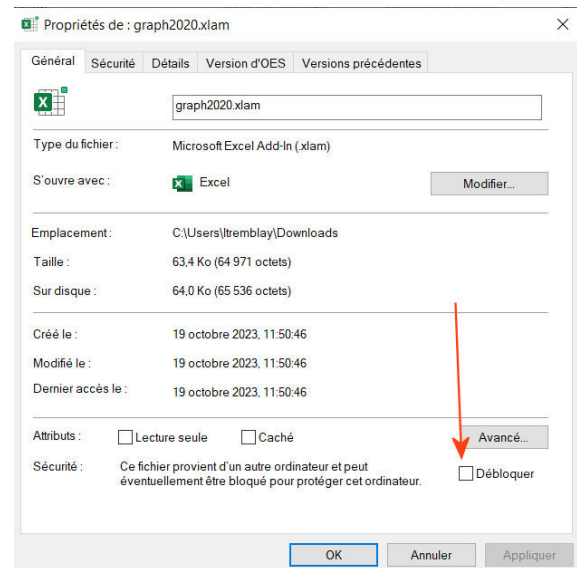 Propriétés de : graph2020.xlam
Général Sécurité Détails Version d'OES Versions précédentes
graph2020.xlam
Type du fichier : Microsoft Excel Add-In (.xlam)
S'ouvre avec : Excel Modifier...
Emplacement : C:\Users\ltremblay\Downloads
Taille : 63,4 Ko (64 971 octets)
Sur disque : 64,0 Ko (65 536 octets)
Créé le : 19 octobre 2023, 11:50:46
Modifié le : 19 octobre 2023, 11:50:46
Dernier accès le : 19 octobre 2023, 11:50:46
Attributs : Lecture seule Caché Avancé...
Sécurité : Ce fichier provient d'un autre ordinateur et peut
éventuellement être bloqué pour protéger cet ordinateur. Débloquer
OK Annuler Appliquer